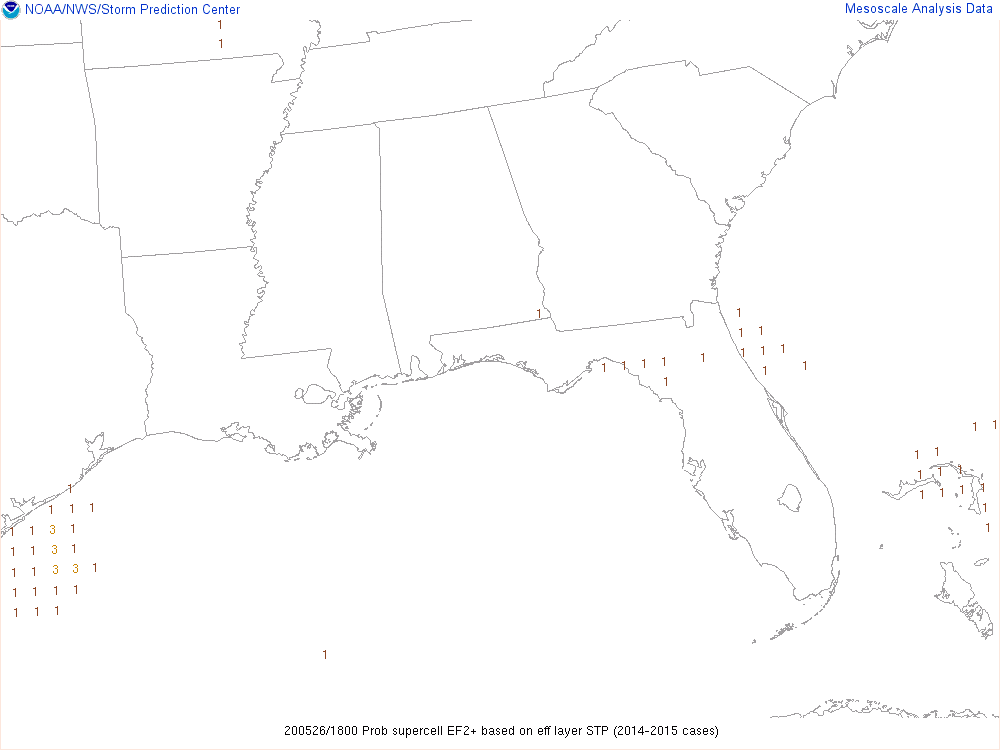 NOAA/NWS/Storm Prediction Center Mesoscale Analysis Data
1
1
1
1
1 1
1 1 1
1 1 1 1 1 1 1
1
1 1
1 1
1 1 1
1 1 1 1
1
1 1 1 1
1 1 3 1 1
1 1 3 1
1 1 3 3 1
1 1 1 1
1 1 1
1
200526/1800 Prob supercell EF2+ based on eff layer STP (2014-2015 cases)